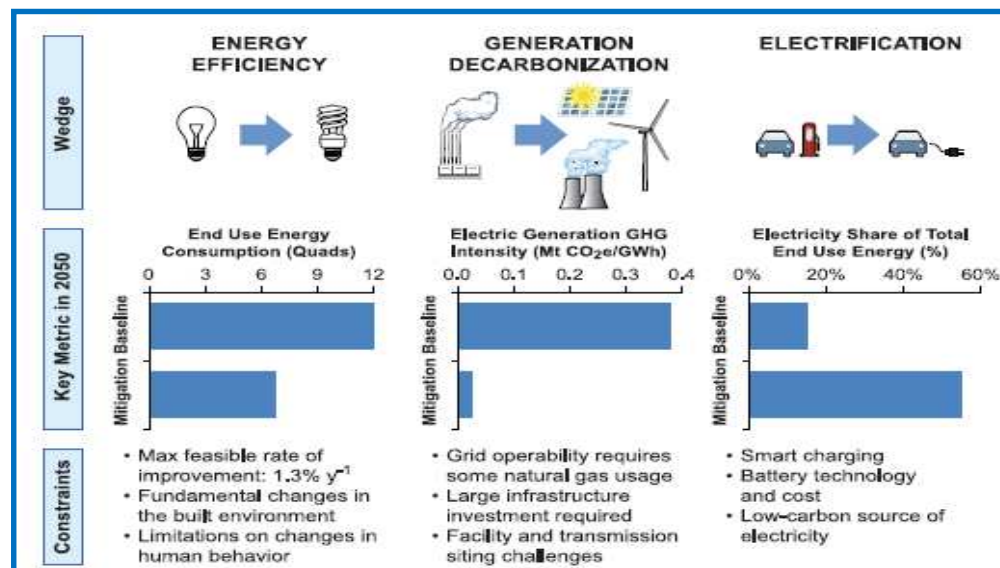 Wedge
ENERGY
EFFICIENCY
GENERATION
DECARBONIZATION
ELECTRIFICATION
Key Metric in 2050
End Use Energy
Consumption (Quads)
0 3 6 9 12
Mitigation Baseline
Electric Generation GHG
Intensity (Mt CO₂e/GWh)
0.0 0.1 0.2 0.3 0.4
Mitigation Baseline
Electricity Share of Total
End Use Energy (%)
0% 20% 40% 60%
Mitigation Baseline
Constraints
• Max feasible rate of
improvement: 1.3% y⁻¹
• Fundamental changes in
the built environment
• Limitations on changes in
human behavior
• Grid operability requires
some natural gas usage
• Large infrastructure
investment required
• Facility and transmission
siting challenges
• Smart charging
• Battery technology
and cost
• Low-carbon source of
electricity